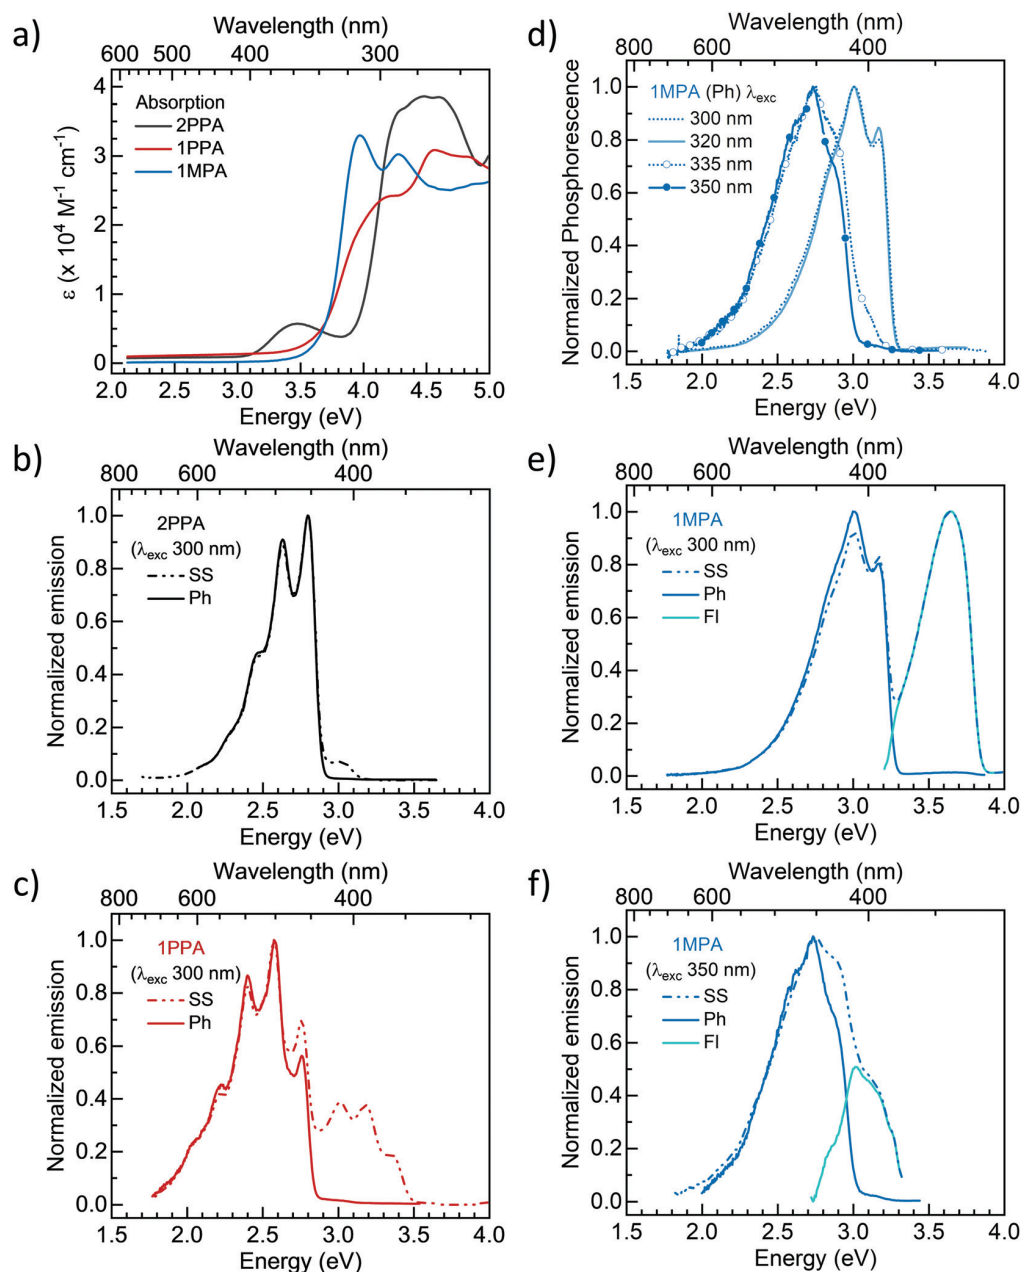 a)
Wavelength (nm)
600 500 400 300
Absorption
2PPA
1PPA
1MPA
ε (x 10⁴ M⁻¹ cm⁻¹)
4
3
2
1
0
2.0 2.5 3.0 3.5 4.0 4.5 5.0
Energy (eV)
b)
Wavelength (nm)
800 600 400
2PPA
(λexc 300 nm)
SS
Ph
Normalized emission
1.0
0.8
0.6
0.4
0.2
0.0
1.5 2.0 2.5 3.0 3.5 4.0
Energy (eV)
c)
Wavelength (nm)
800 600 400
1PPA
(λexc 300 nm)
SS
Ph
Normalized emission
1.0
0.8
0.6
0.4
0.2
0.0
1.5 2.0 2.5 3.0 3.5 4.0
Energy (eV)
d)
Wavelength (nm)
800 600 400
1MPA (Ph) λexc
300 nm
320 nm
335 nm
350 nm
Normalized Phosphorescence
1.0
0.8
0.6
0.4
0.2
0.0
1.5 2.0 2.5 3.0 3.5 4.0
Energy (eV)
e)
Wavelength (nm)
800 600 400
1MPA
(λexc 300 nm)
SS
Ph
Fl
Normalized emission
1.0
0.8
0.6
0.4
0.2
0.0
1.5 2.0 2.5 3.0 3.5 4.0
Energy (eV)
f)
Wavelength (nm)
800 600 400
1MPA
(λexc 350 nm)
SS
Ph
Fl
Normalized emission
1.0
0.8
0.6
0.4
0.2
0.0
1.5 2.0 2.5 3.0 3.5 4.0
Energy (eV)